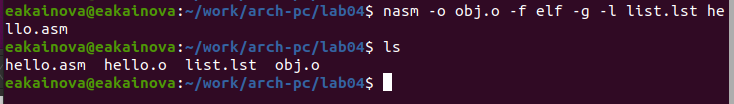 eakainova@eakainova:~/work/arch-pc/lab04$ nasm -o obj.o -f elf -g -l list.lst he
llo.asm
eakainova@eakainova:~/work/arch-pc/lab04$ ls
hello.asm  hello.o  list.lst  obj.o
eakainova@eakainova:~/work/arch-pc/lab04$